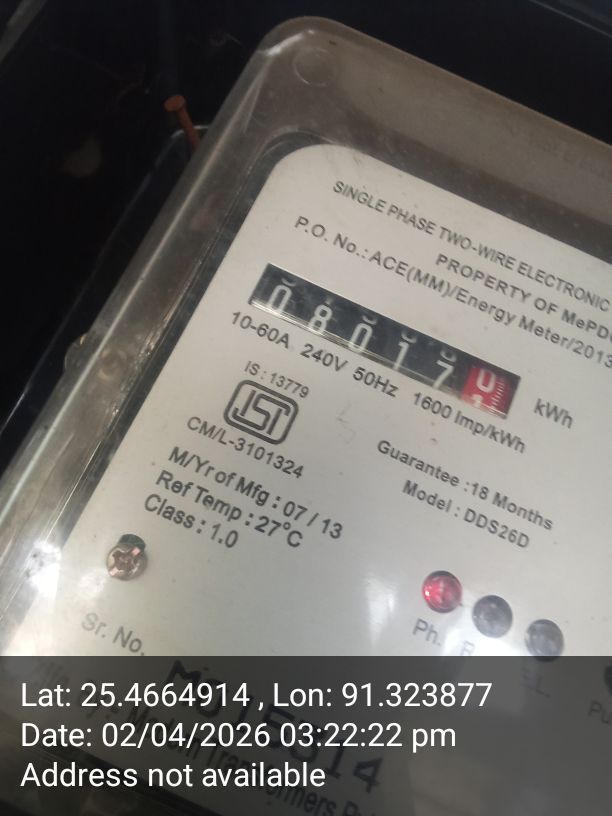 SINGLE PHASE TWO-WIRE ELECTRONIC
P.O. No.: ACE(MM)/Energy Meter/2013
PROPERTY OF MePD
08017 0 kWh
10-60A 240V 50Hz 1600 Imp/kWh
IS : 13779
ISI
CM/L-3101324
Guarantee : 18 Months
Model : DDS26D
M/Yr of Mfg : 07 / 13
Ref Temp : 27°C
Class : 1.0
Ph.
Sr. No.
Lat: 25.4664914 , Lon: 91.323877
Date: 02/04/2026 03:22:22 pm
Address not available